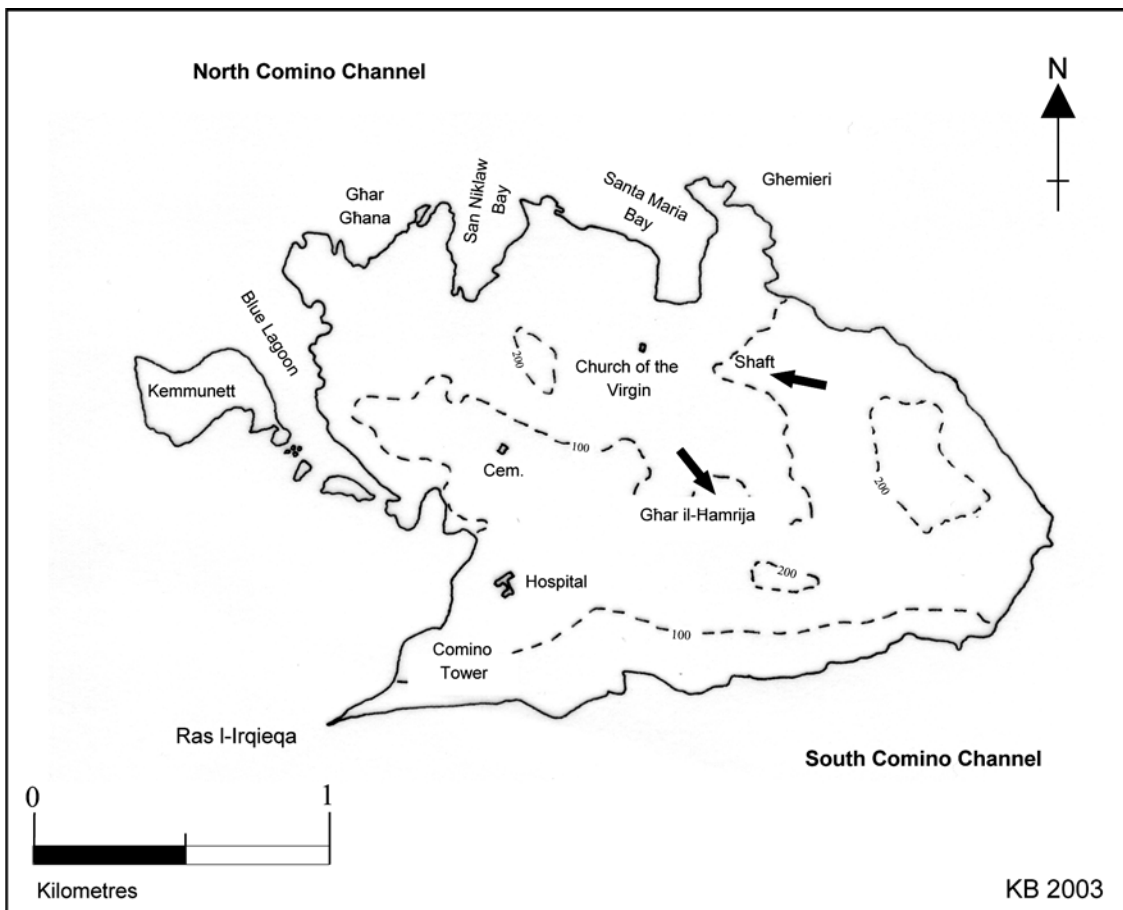 North Comino Channel
N
San Niklaw
Bay
Santa Maria
Bay
Ghemieri
Ghar
Ghana
Blue Lagoon
Kemmunett
200
Church of the
Virgin
Shaft
100
Cem.
200
Ghar il-Hamrija
200
Hospital
100
Comino
Tower
Ras l-Irqieqa
South Comino Channel
0
1
Kilometres
KB 2003